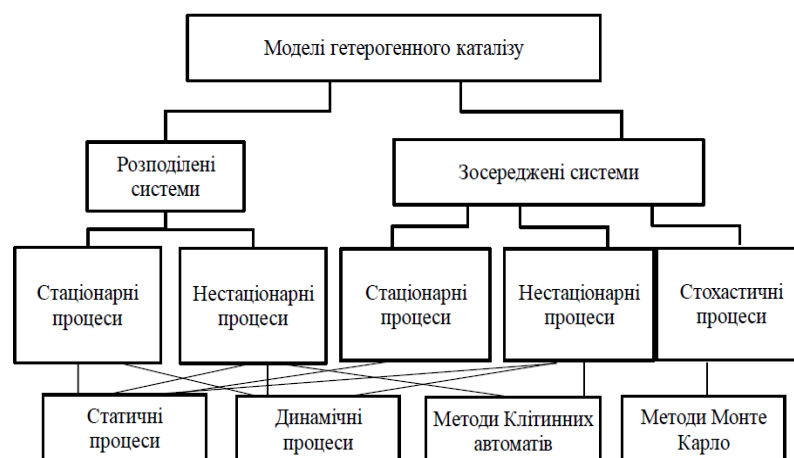 Моделі гетерогенного каталізу
Розподілені
системи
Зосереджені системи
Стаціонарні
процеси
Нестаціонарні
процеси
Стаціонарні
процеси
Нестаціонарні
процеси
Стохастичні
процеси
Статичні
процеси
Динамічні
процеси
Методи Клітинних
автоматів
Методи Монте
Карло